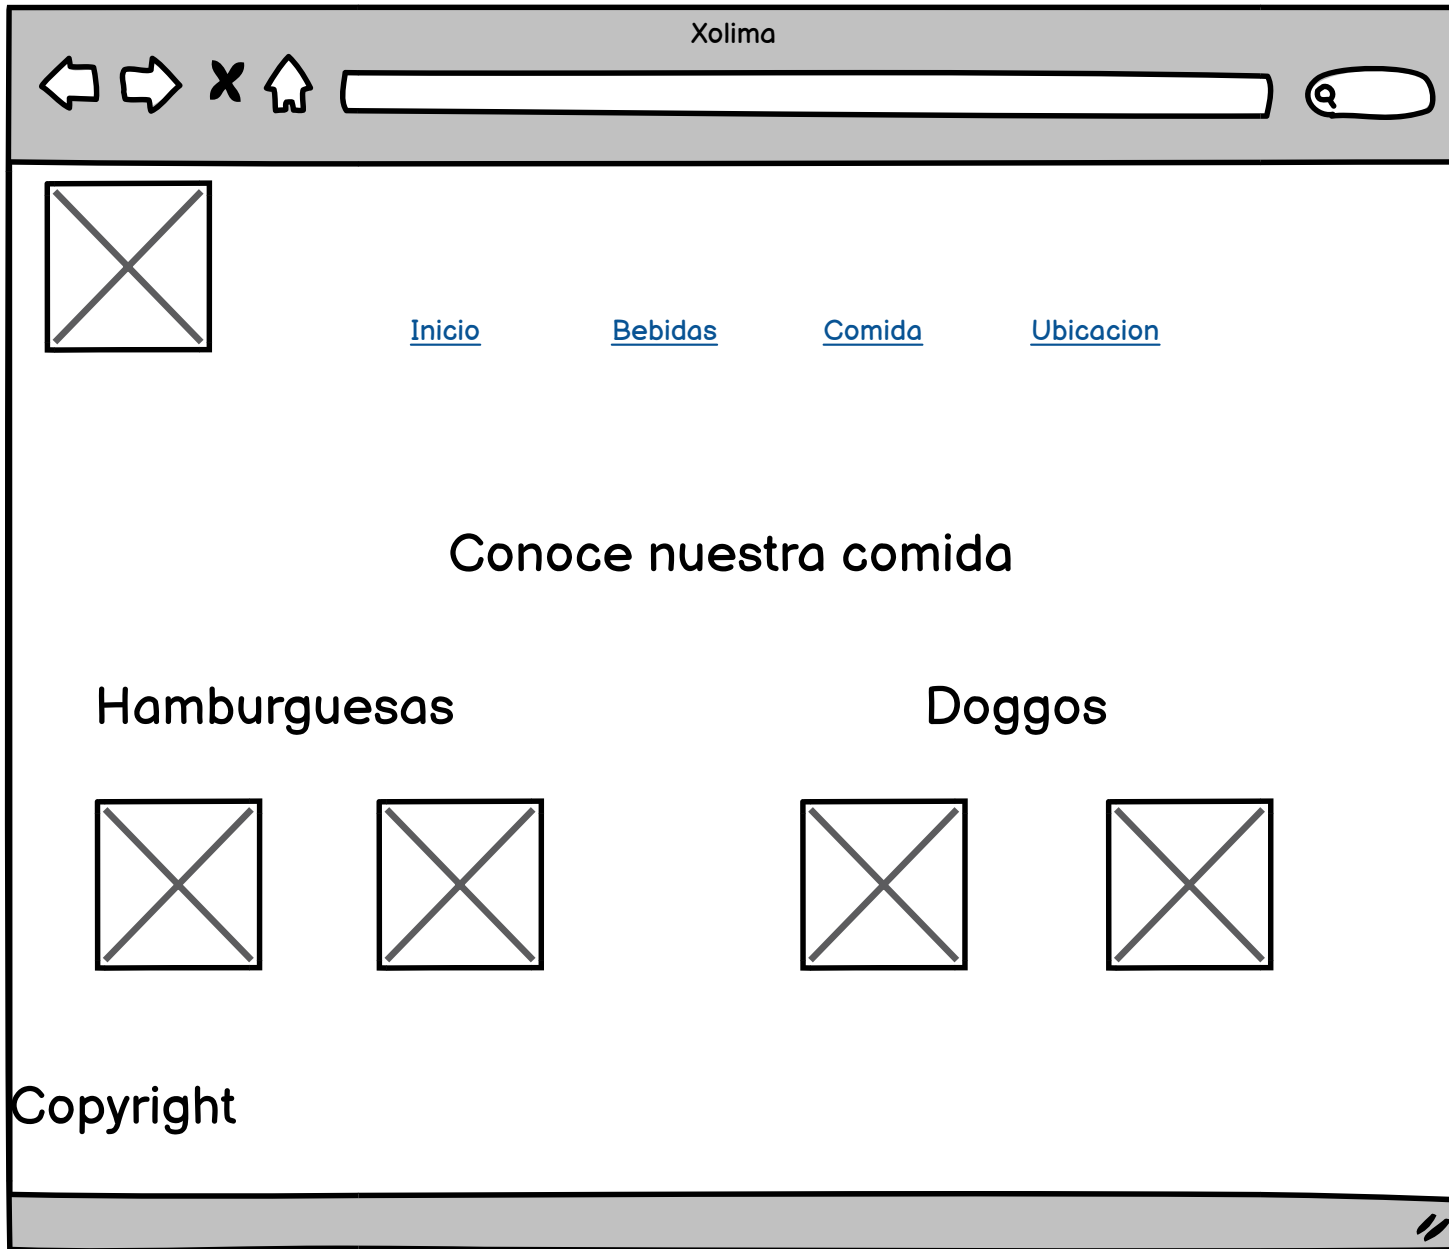 Xolima
Inicio Bebidas Comida Ubicacion
Conoce nuestra comida
Hamburguesas Doggos
Copyright